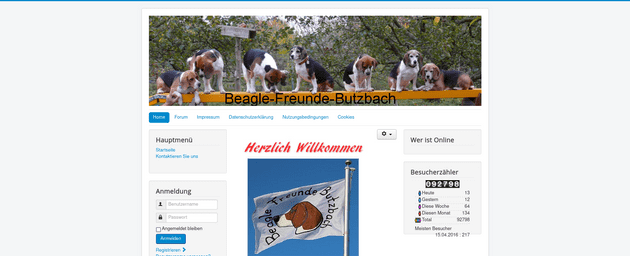 Beagle-Freunde-Butzbach
Home Forum Impressum Datenschutzerklärung Nutzungsbedingungen Cookies
Hauptmenü
Startseite
Kontaktieren Sie uns
Anmeldung
Benutzername
Passwort
Angemeldet bleiben
Anmelden
Registrieren
Herzlich Willkommen
Beagle Freunde Butzbach
Wer ist Online
Besucherzähler
092798
Heute 13
Gestern 12
Diese Woche 64
Diesen Monat 134
Total 92798
Meisten Besucher
15.04.2016 : 217